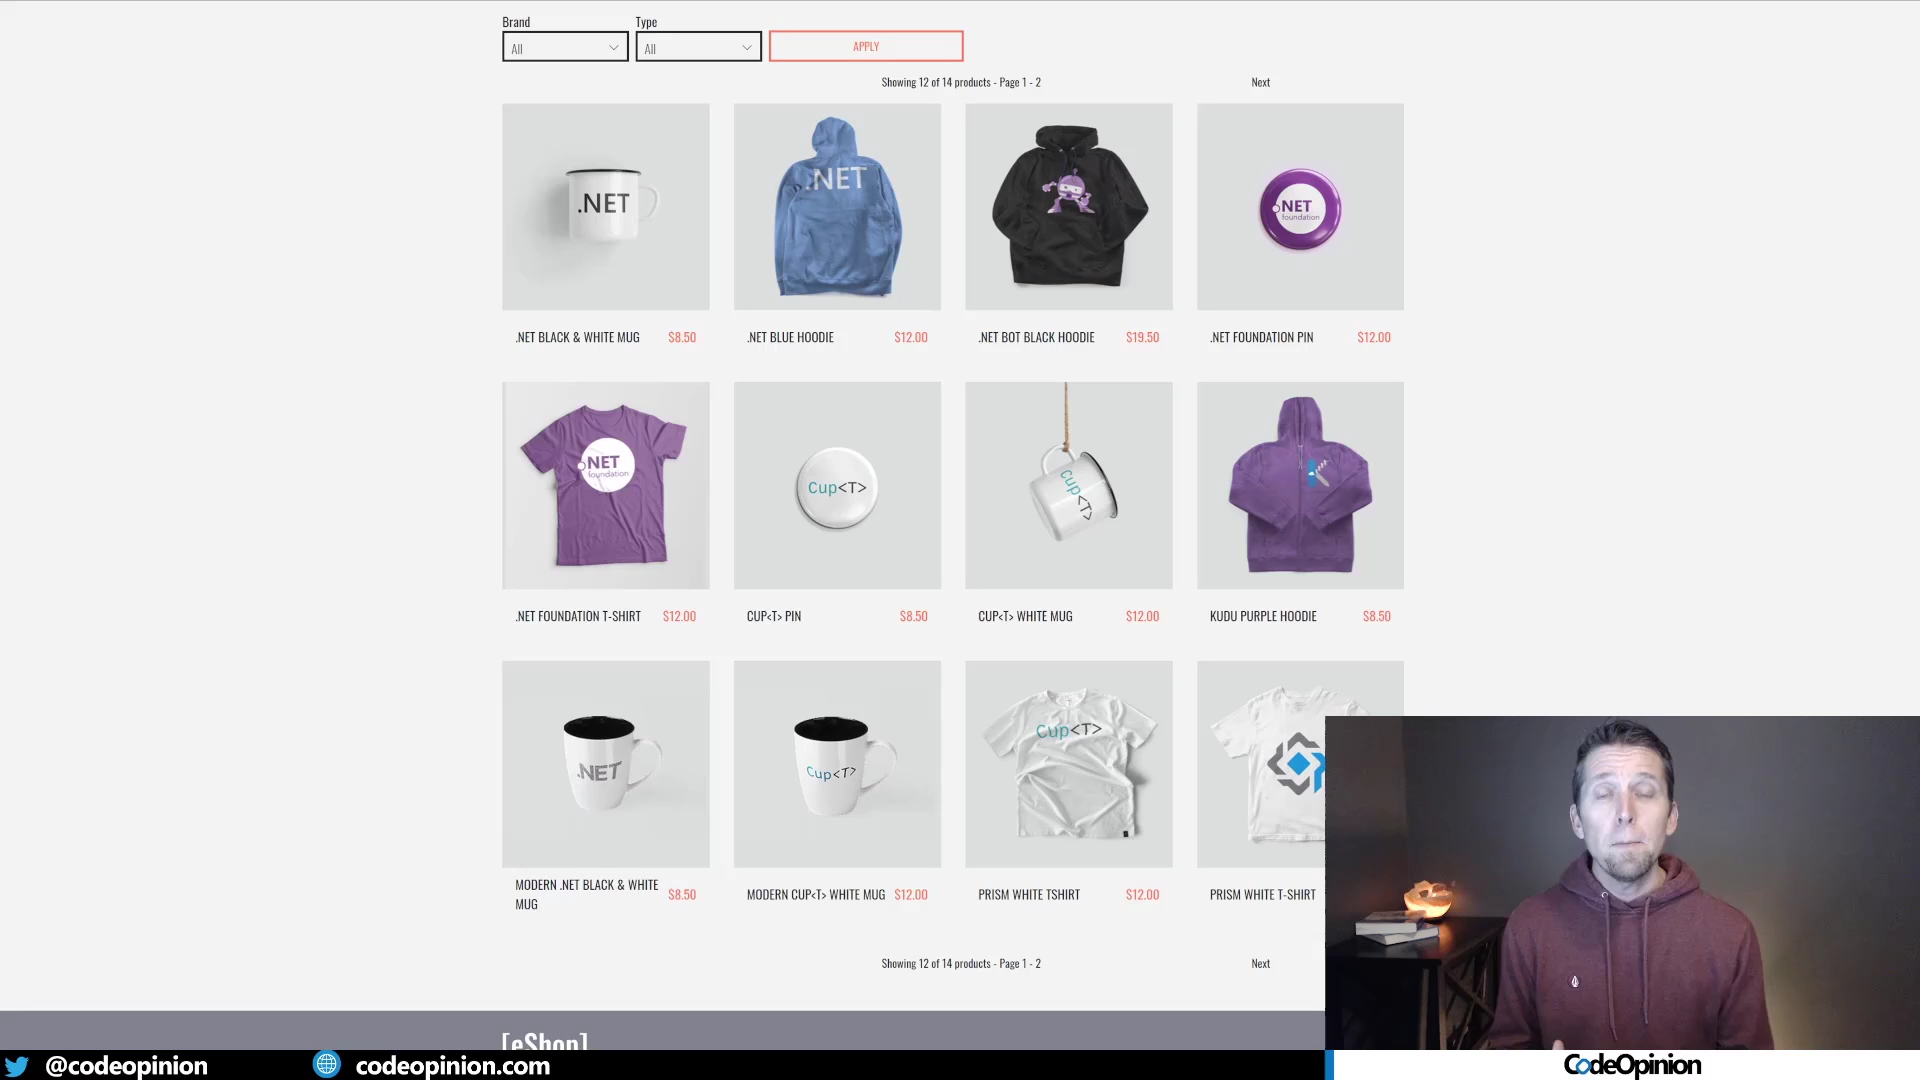 Brand
Type
All
All
APPLY
Showing 12 of 14 products - Page 1 - 2
Next
.NET
.NET
NET
foundation
.NET BLACK & WHITE MUG
$8.50
.NET BLUE HOODIE
$12.00
.NET BOT BLACK HOODIE
$19.50
.NET FOUNDATION PIN
$12.00
NET
foundation
Cup<T>
Cup
<T>
.NET FOUNDATION T-SHIRT
$12.00
CUP<T> PIN
$8.50
CUP<T> WHITE MUG
$12.00
KUDU PURPLE HOODIE
$8.50
.NET
Cup<T>
Cup<T>
MODERN .NET BLACK & WHITE
MUG
$8.50
MODERN CUP<T> WHITE MUG
$12.00
PRISM WHITE TSHIRT
$12.00
PRISM WHITE T-SHIRT
Showing 12 of 14 products - Page 1 - 2
Next
[eShop]
@codeopinion
codeopinion.com
CodeOpinion